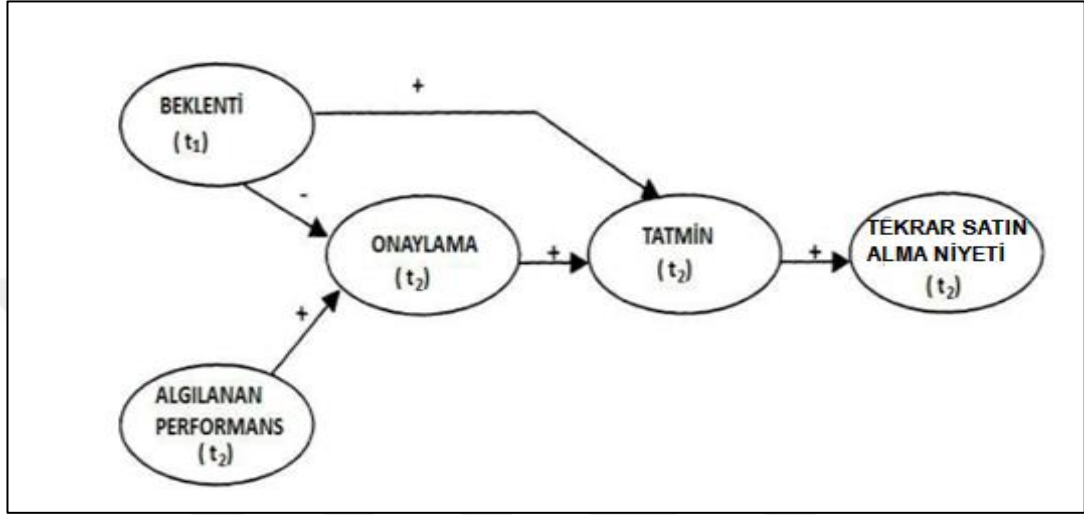 BEKLENTİ
(t₁)
+
-
ONAYLAMA
(t₂)
+
TATMİN
(t₂)
+
TEKRAR SATIN
ALMA NİYETİ
(t₂)
+
ALGILANAN
PERFORMANS
(t₂)